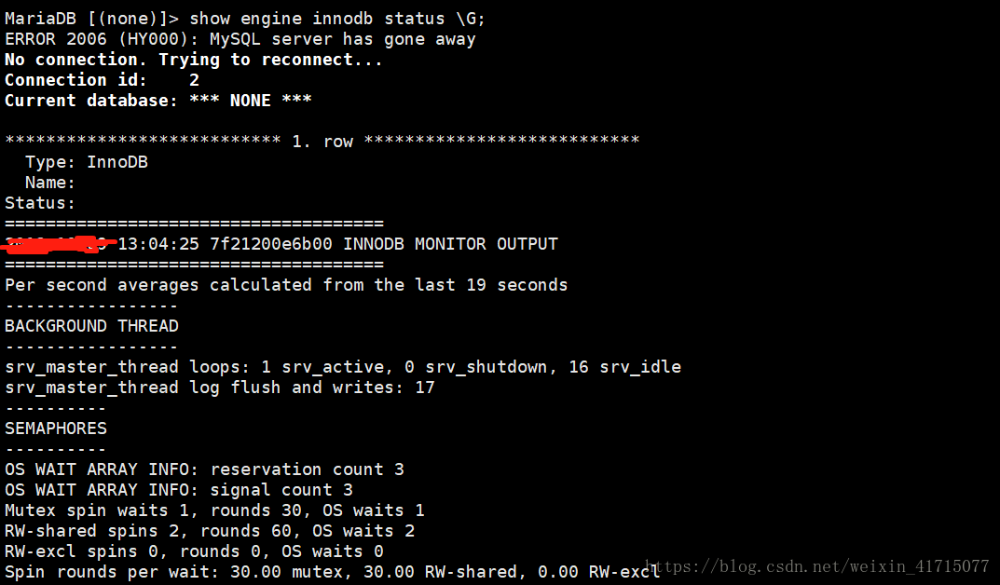 MariaDB [(none)]> show engine innodb status \G;
ERROR 2006 (HY000): MySQL server has gone away
No connection. Trying to reconnect...
Connection id:    2
Current database: *** NONE ***
*************************** 1. row ***************************
  Type: InnoDB
  Name:
Status:
=====================================
13:04:25 7f21200e6b00 INNODB MONITOR OUTPUT
=====================================
Per second averages calculated from the last 19 seconds
-----------------
BACKGROUND THREAD
-----------------
srv_master_thread loops: 1 srv_active, 0 srv_shutdown, 16 srv_idle
srv_master_thread log flush and writes: 17
----------
SEMAPHORES
----------
OS WAIT ARRAY INFO: reservation count 3
OS WAIT ARRAY INFO: signal count 3
Mutex spin waits 1, rounds 30, OS waits 1
RW-shared spins 2, rounds 60, OS waits 2
RW-excl spins 0, rounds 0, OS waits 0
Spin rounds per wait: 30.00 mutex, 30.00 RW-shared, 0.00 RW-excl
https://blog.csdn.net/weixin_41715077